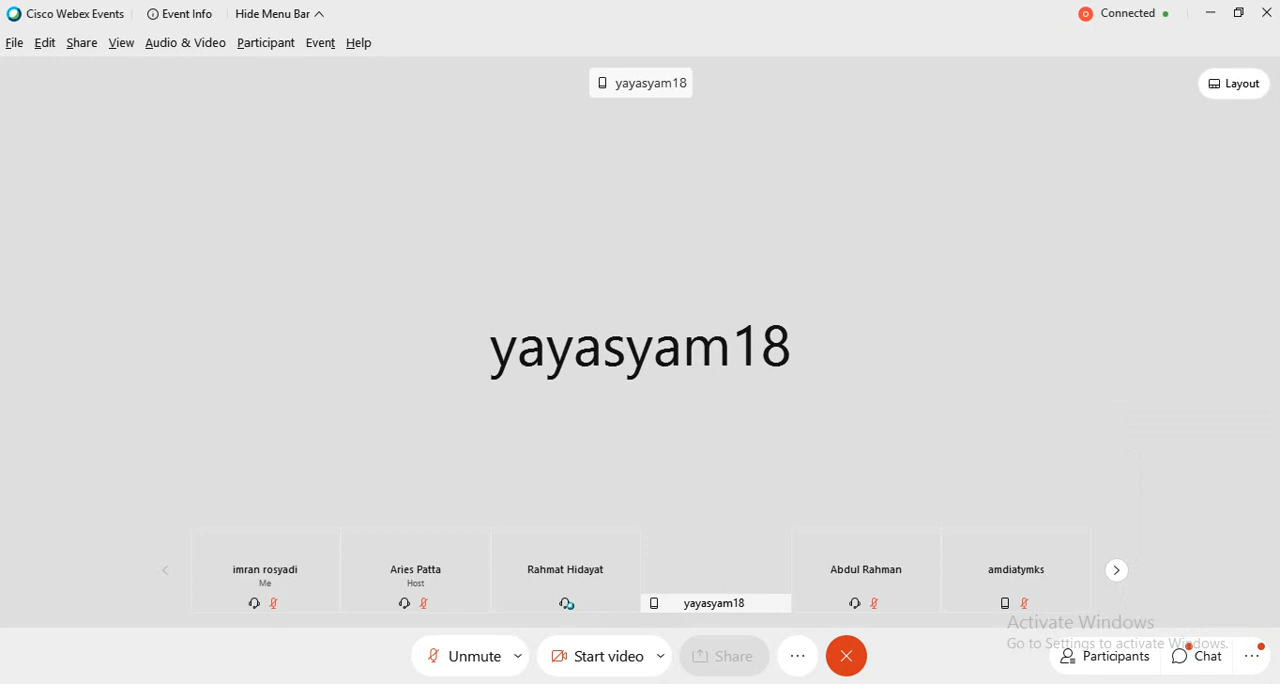 Cisco Webex Events Event Info Hide Menu Bar Connected
File Edit Share View Audio & Video Participant Event Help
yayasyam18
Layout
yayasyam18
imran rosyadi
Me
Aries Patta
Host
Rahmat Hidayat
yayasyam18
Abdul Rahman
amdiatymks
Activate Windows
Go to Settings to activate Windows.
Unmute Start video Share Participants Chat